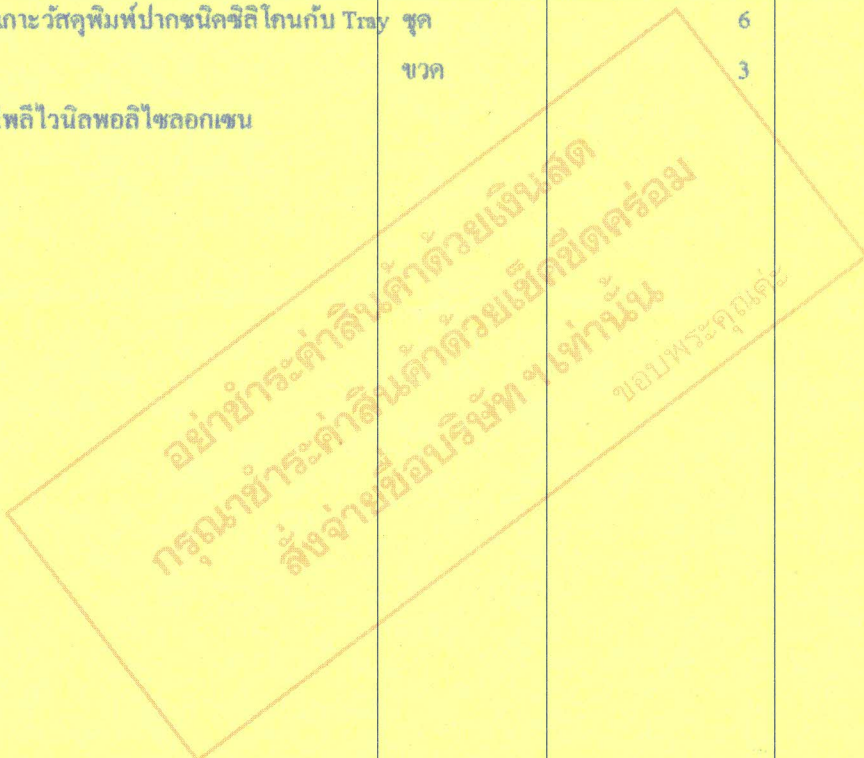 เกาะวัสดุพิมพ์ปากชนิดซิลิโคนกับ Tray ชุด 6
ขวด 3
โพลีไวนิลพอลิไซลอกเซน
อย่าชำระค่าสินค้าด้วยเงินสด
กรุณาชำระค่าสินค้าด้วยเช็คขีดคร่อม
สั่งจ่ายชื่อบริษัท ฯ เท่านั้น
ขอบพระคุณค่ะ